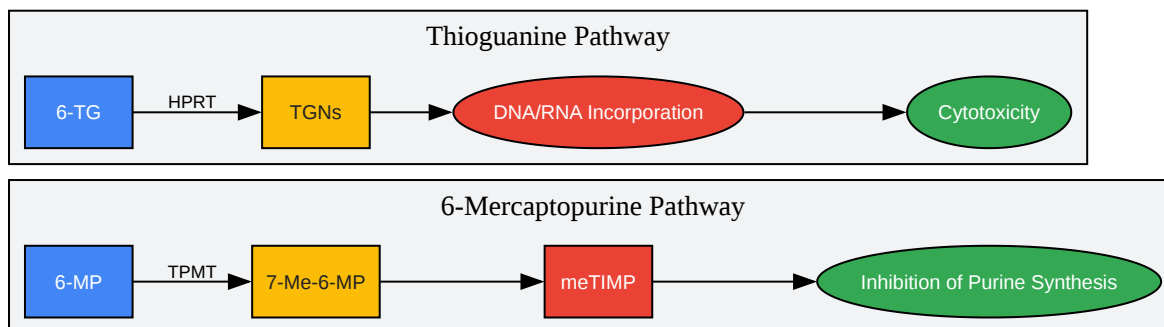 Thioguanine Pathway
6-TG
HPRT
TGNs
DNA/RNA Incorporation
Cytotoxicity
6-Mercaptopurine Pathway
6-MP
TPMT
7-Me-6-MP
meTIMP
Inhibition of Purine Synthesis